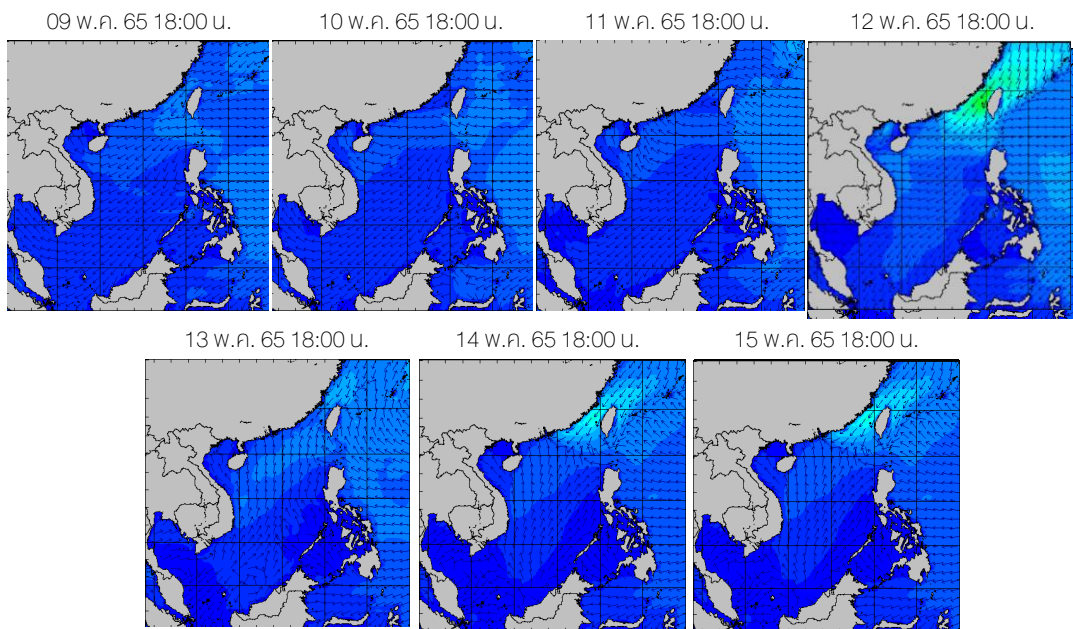 09 พ.ค. 65 18:00 น.
10 พ.ค. 65 18:00 น.
11 พ.ค. 65 18:00 น.
12 พ.ค. 65 18:00 น.
13 พ.ค. 65 18:00 น.
14 พ.ค. 65 18:00 น.
15 พ.ค. 65 18:00 น.